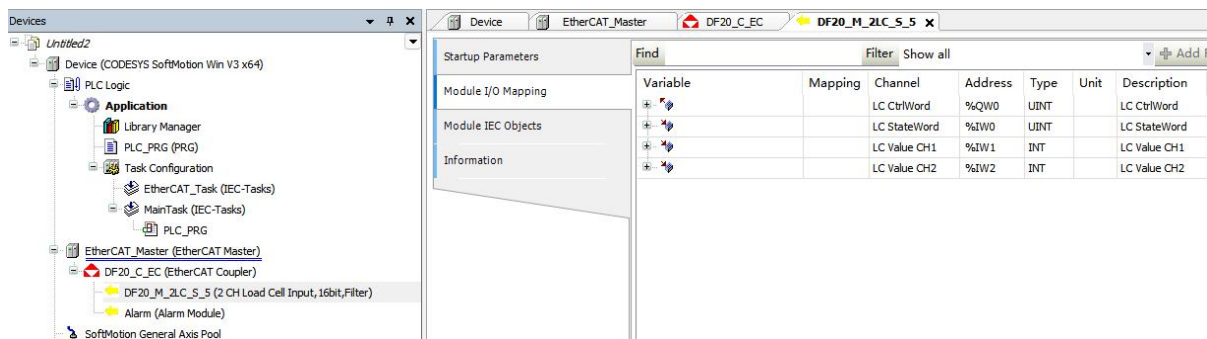 Devices
Untitled2
Device (CODESYS SoftMotion Win V3 x64)
PLC Logic
Application
Library Manager
PLC_PRG (PRG)
Task Configuration
EtherCAT_Task (IEC-Tasks)
MainTask (IEC-Tasks)
PLC_PRG
EtherCAT_Master (EtherCAT Master)
DF20_C_EC (EtherCAT Coupler)
DF20_M_2LC_S_5 (2 CH Load Cell Input,16bit,Filter)
Alarm (Alarm Module)
SoftMotion General Axis Pool
Device EtherCAT_Master DF20_C_EC DF20_M_2LC_S_5
Startup Parameters
Module I/O Mapping
Module IEC Objects
Information
Find Filter Show all Add
Variable Mapping Channel Address Type Unit Description
LC CtrlWord %QW0 UINT LC CtrlWord
LC StateWord %IW0 UINT LC StateWord
LC Value CH1 %IW1 INT LC Value CH1
LC Value CH2 %IW2 INT LC Value CH2